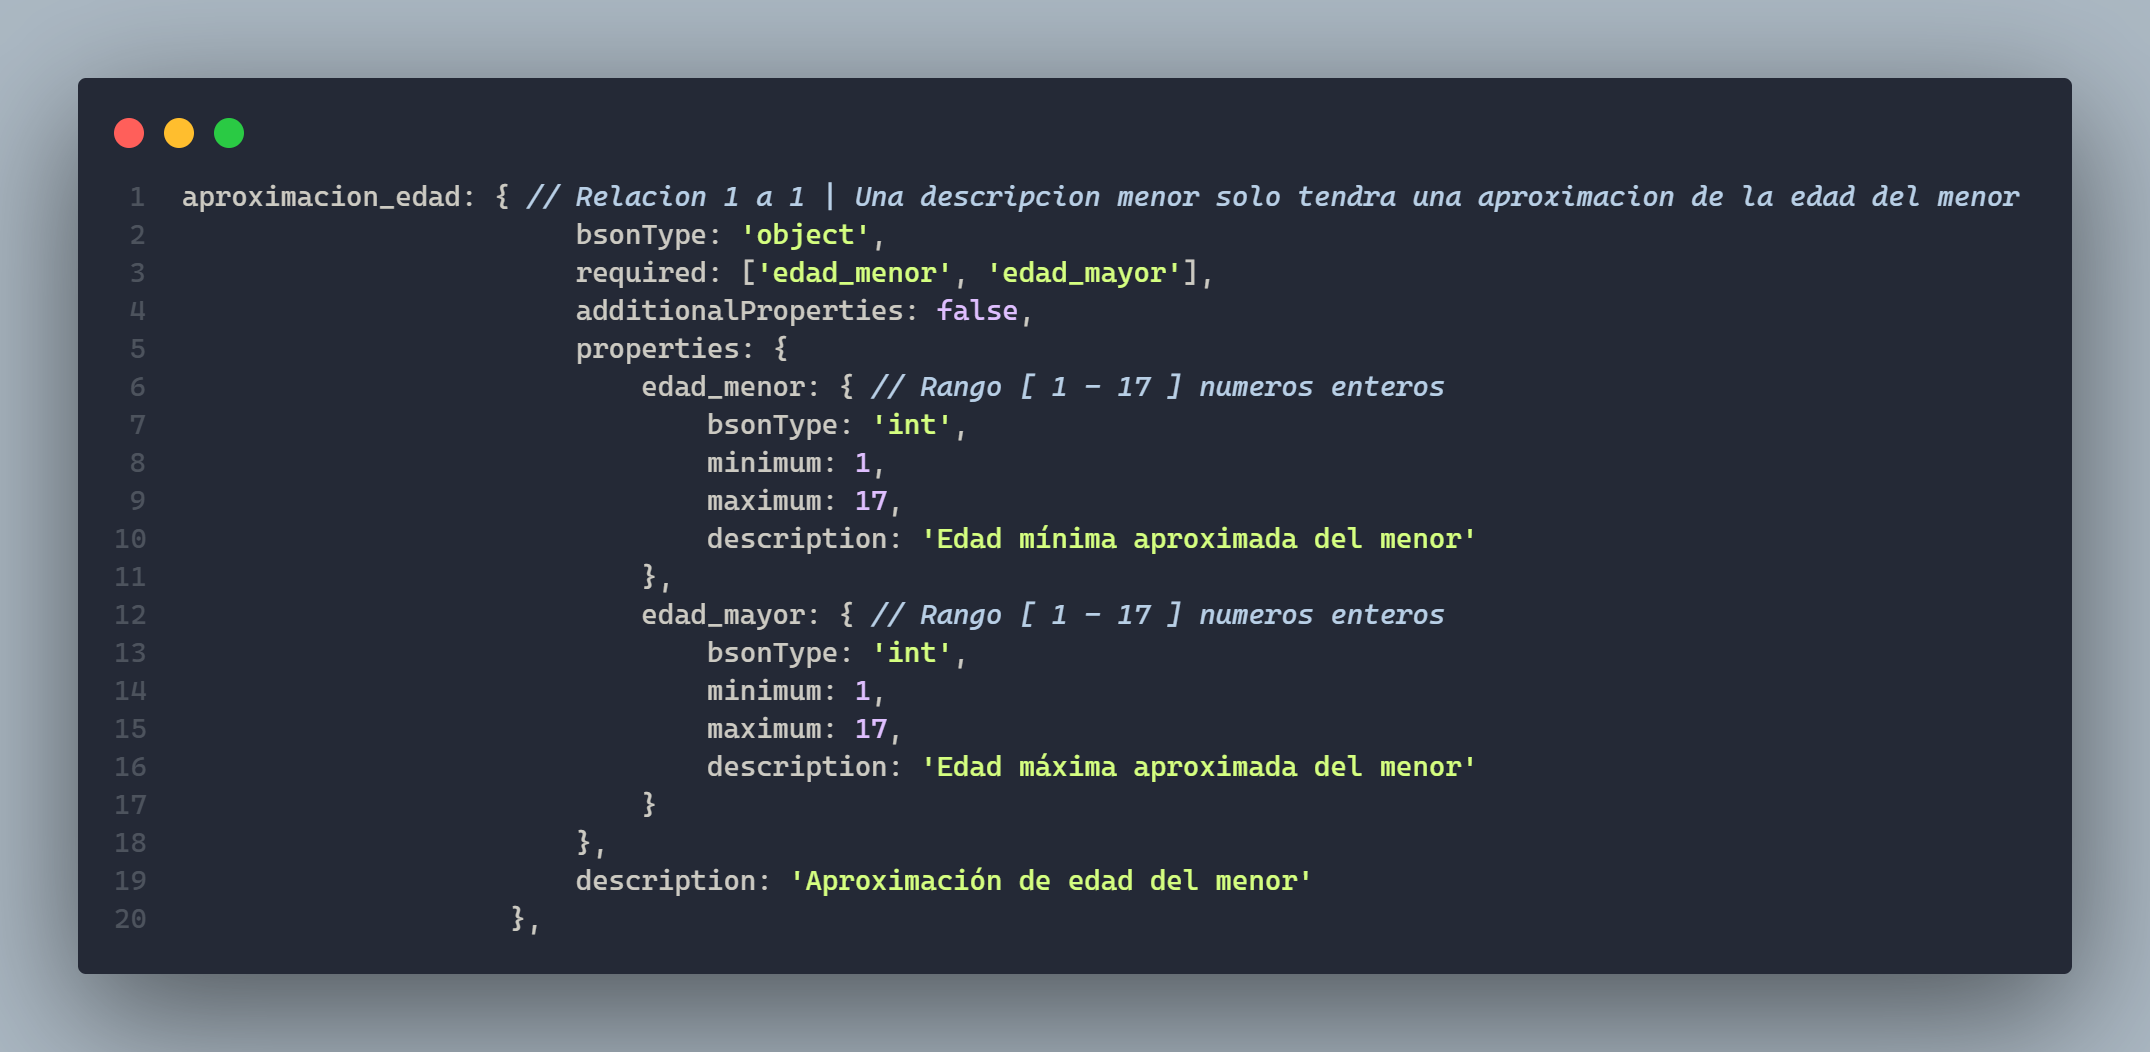 1 aproximacion_edad: { // Relacion 1 a 1 | Una descripcion menor solo tendra una aproximacion de la edad del menor
2 bsonType: 'object',
3 required: ['edad_menor', 'edad_mayor'],
4 additionalProperties: false,
5 properties: {
6 edad_menor: { // Rango [ 1 - 17 ] numeros enteros
7 bsonType: 'int',
8 minimum: 1,
9 maximum: 17,
10 description: 'Edad mínima aproximada del menor'
11 },
12 edad_mayor: { // Rango [ 1 - 17 ] numeros enteros
13 bsonType: 'int',
14 minimum: 1,
15 maximum: 17,
16 description: 'Edad máxima aproximada del menor'
17 }
18 },
19 description: 'Aproximación de edad del menor'
20 },